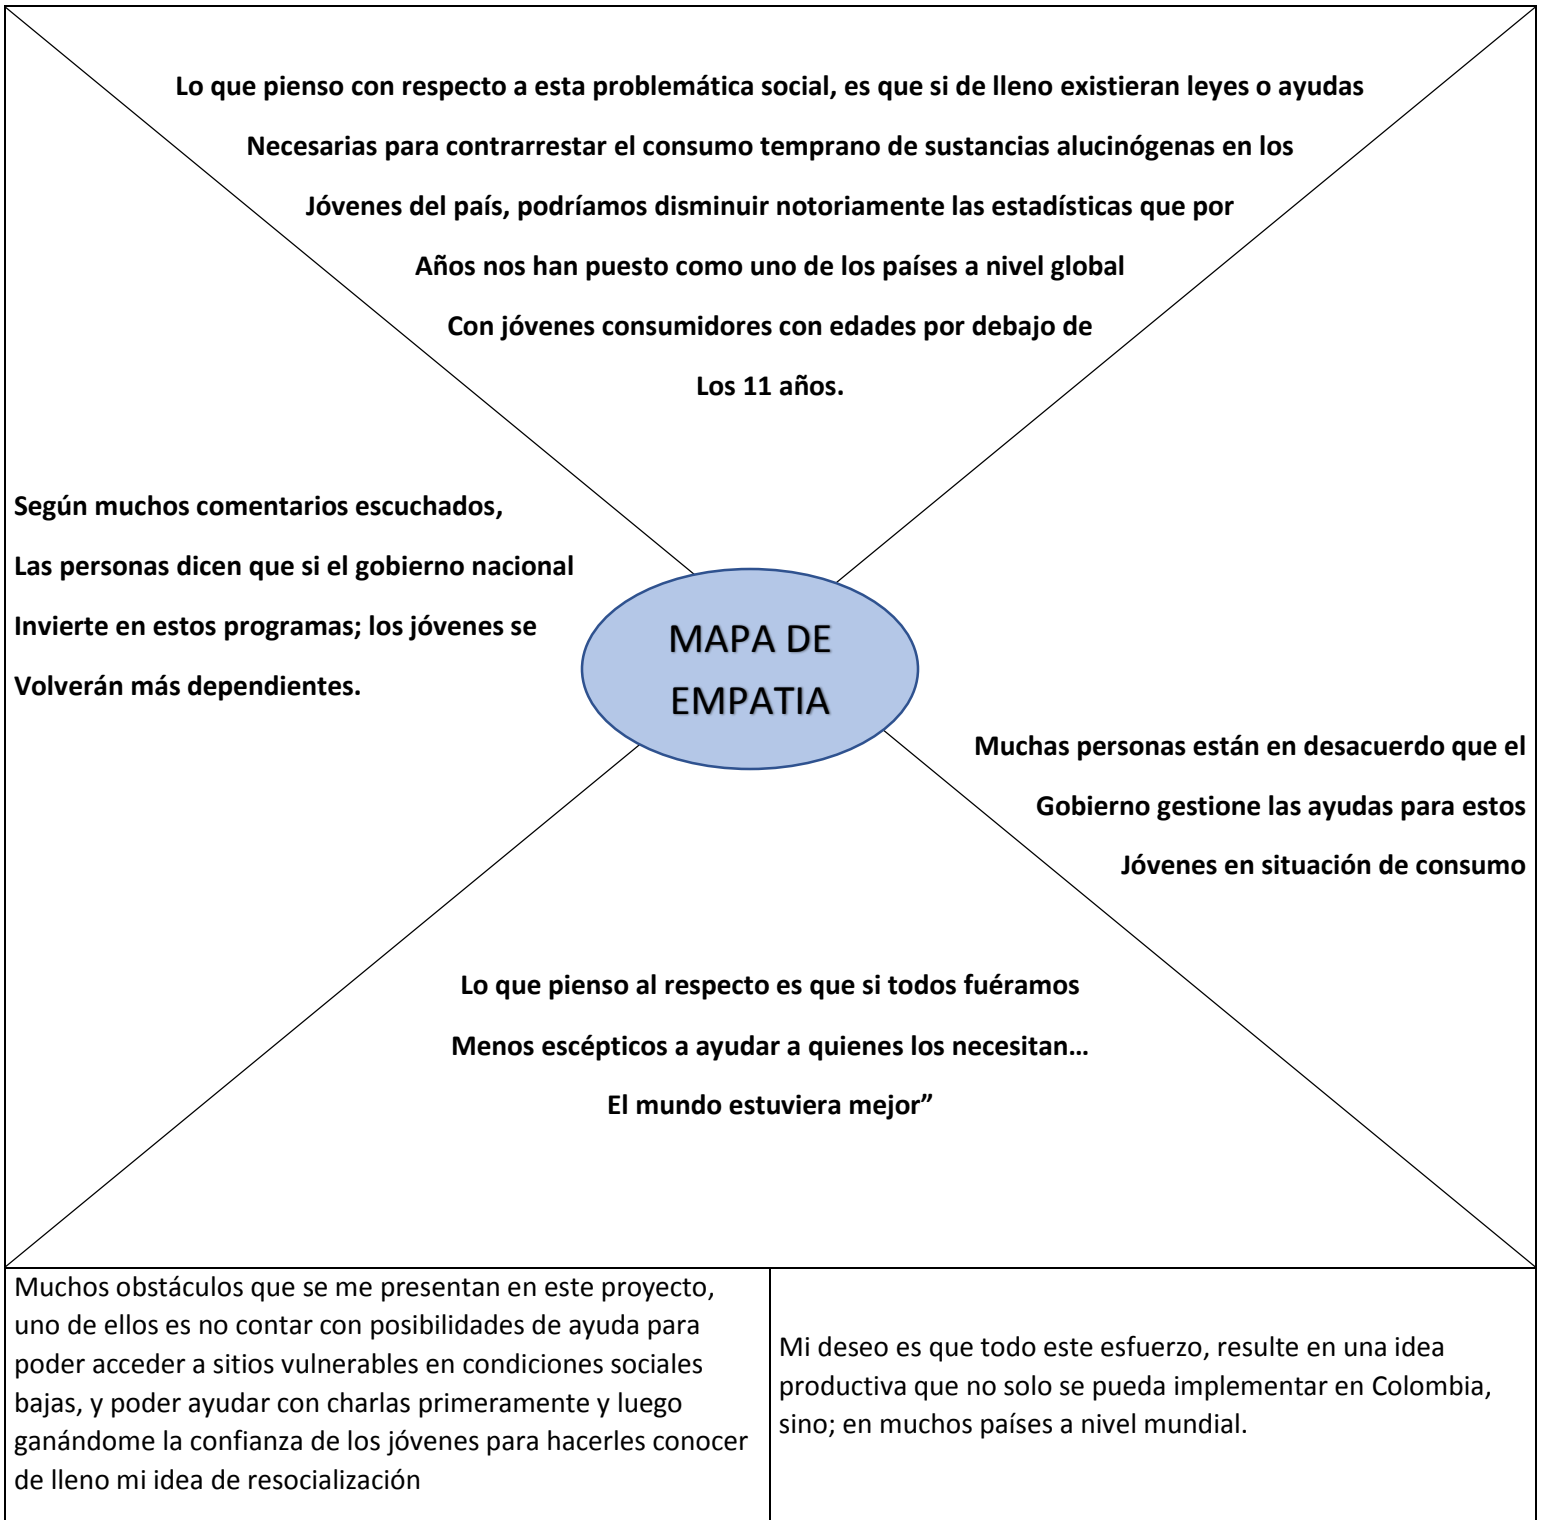 Lo que pienso con respecto a esta problemática social, es que si de lleno existieran leyes o ayudas
Necesarias para contrarrestar el consumo temprano de sustancias alucinógenas en los
Jóvenes del país, podríamos disminuir notoriamente las estadísticas que por
Años nos han puesto como uno de los países a nivel global
Con jóvenes consumidores con edades por debajo de
Los 11 años.
Según muchos comentarios escuchados,
Las personas dicen que si el gobierno nacional
Invierte en estos programas; los jóvenes se
Volverán más dependientes.
MAPA DE
EMPATIA
Muchas personas están en desacuerdo que el
Gobierno gestione las ayudas para estos
Jóvenes en situación de consumo
Lo que pienso al respecto es que si todos fuéramos
Menos escépticos a ayudar a quienes los necesitan…
El mundo estuviera mejor”
Muchos obstáculos que se me presentan en este proyecto,
uno de ellos es no contar con posibilidades de ayuda para
poder acceder a sitios vulnerables en condiciones sociales
bajas, y poder ayudar con charlas primeramente y luego
ganándome la confianza de los jóvenes para hacerles conocer
de lleno mi idea de resocialización
Mi deseo es que todo este esfuerzo, resulte en una idea
productiva que no solo se pueda implementar en Colombia,
sino; en muchos países a nivel mundial.